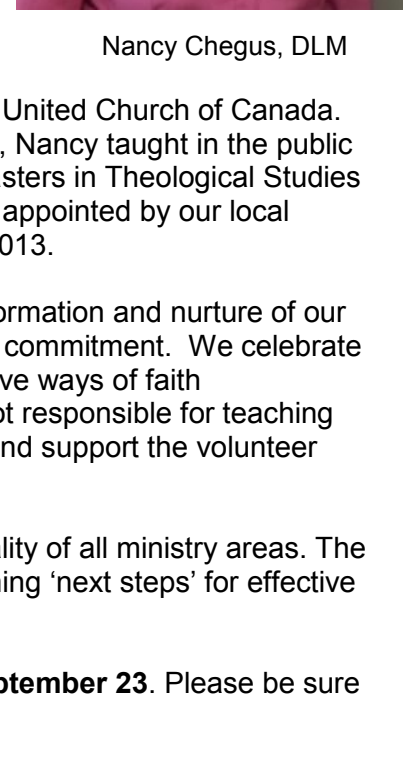 Nancy Chegus, DLM
United Church of Canada.
, Nancy taught in the public
sters in Theological Studies
appointed by our local
013.
ormation and nurture of our
commitment.  We celebrate
ve ways of faith
ot responsible for teaching
nd support the volunteer
lity of all ministry areas. The
ing ‘next steps’ for effective
ptember 23. Please be sure